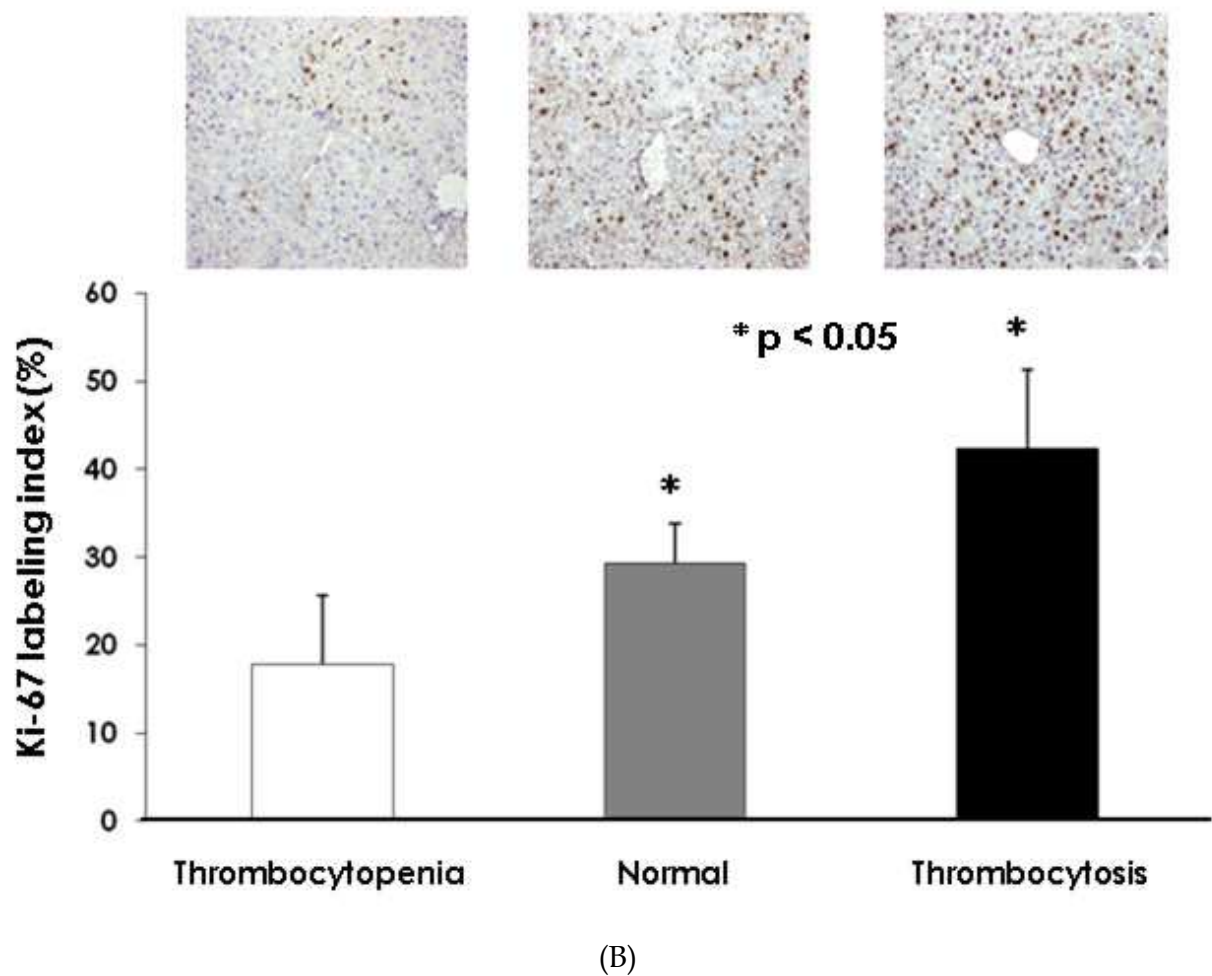 60
* p < 0.05
*
50
40
*
30
20
10
0
Ki-67 labeling index(%)
Thrombocytopenia
Normal
Thrombocytosis
(B)